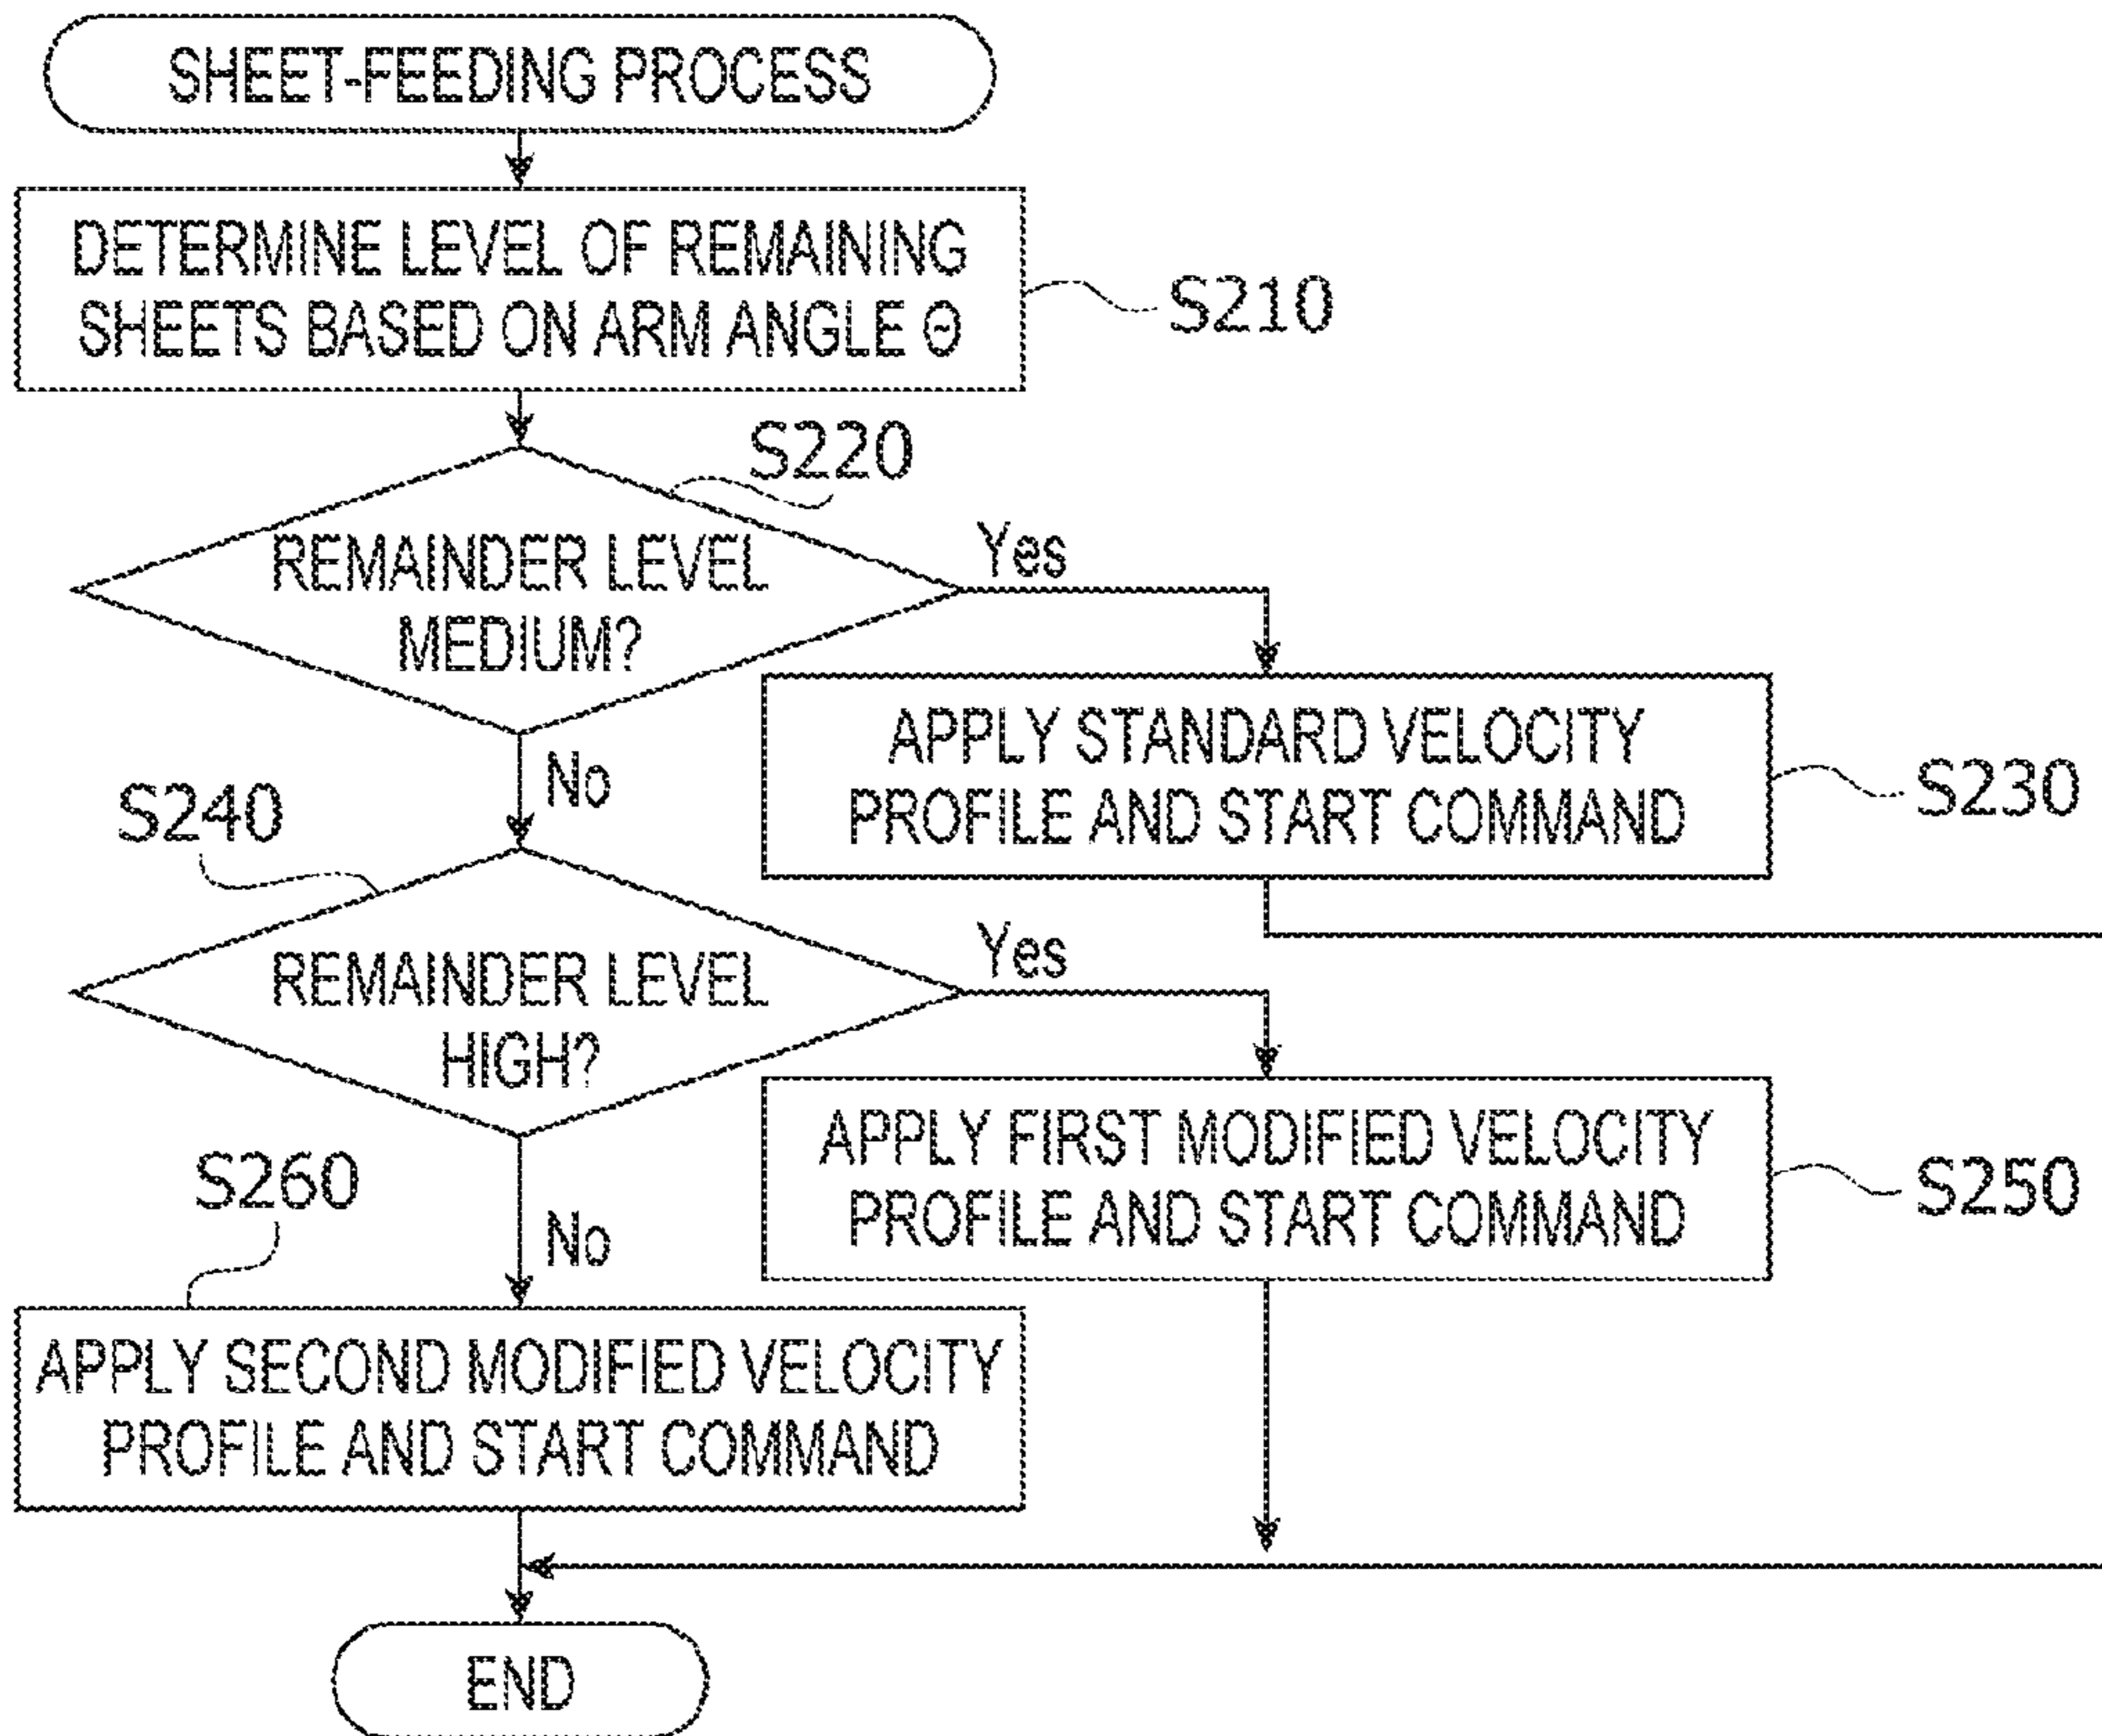 SHEET-FEEDING PROCESS
DETERMINE LEVEL OF REMAINING
SHEETS BASED ON ARM ANGLE Θ
S210
S220
REMAINDER LEVEL
MEDIUM?
Yes
No
APPLY STANDARD VELOCITY
PROFILE AND START COMMAND
S230
S240
REMAINDER LEVEL
HIGH?
Yes
No
APPLY FIRST MODIFIED VELOCITY
PROFILE AND START COMMAND
S250
S260
APPLY SECOND MODIFIED VELOCITY
PROFILE AND START COMMAND
END